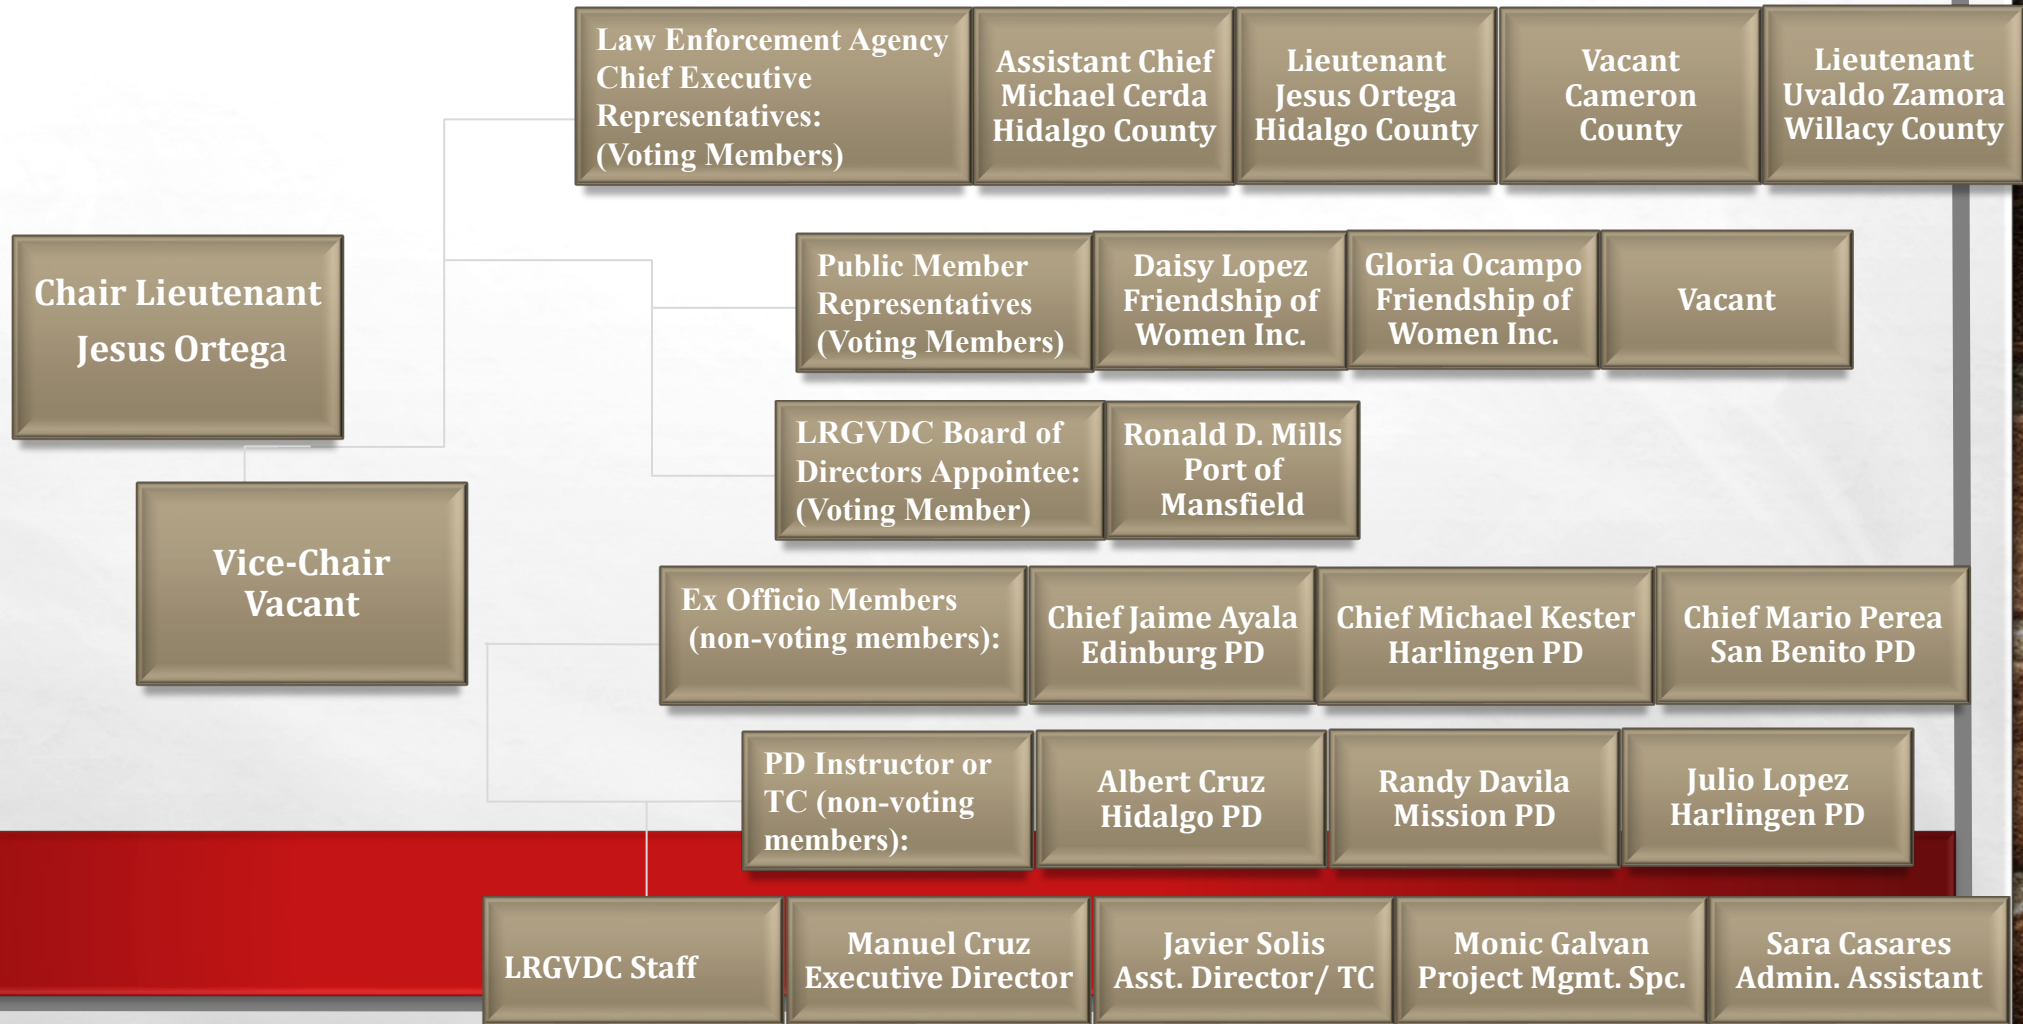 Law Enforcement Agency
Chief Executive
Representatives:
(Voting Members)
Assistant Chief
Michael Cerda
Hidalgo County
Lieutenant
Jesus Ortega
Hidalgo County
Vacant
Cameron
County
Lieutenant
Uvaldo Zamora
Willacy County
Chair Lieutenant
Jesus Ortega
Public Member
Representatives
(Voting Members)
Daisy Lopez
Friendship of
Women Inc.
Gloria Ocampo
Friendship of
Women Inc.
Vacant
LRGVDC Board of
Directors Appointee:
(Voting Member)
Ronald D. Mills
Port of
Mansfield
Vice-Chair
Vacant
Ex Officio Members
(non-voting members):
Chief Jaime Ayala
Edinburg PD
Chief Michael Kester
Harlingen PD
Chief Mario Perea
San Benito PD
PD Instructor or
TC (non-voting
members):
Albert Cruz
Hidalgo PD
Randy Davila
Mission PD
Julio Lopez
Harlingen PD
LRGVDC Staff
Manuel Cruz
Executive Director
Javier Solis
Asst. Director/ TC
Monic Galvan
Project Mgmt. Spc.
Sara Casares
Admin. Assistant